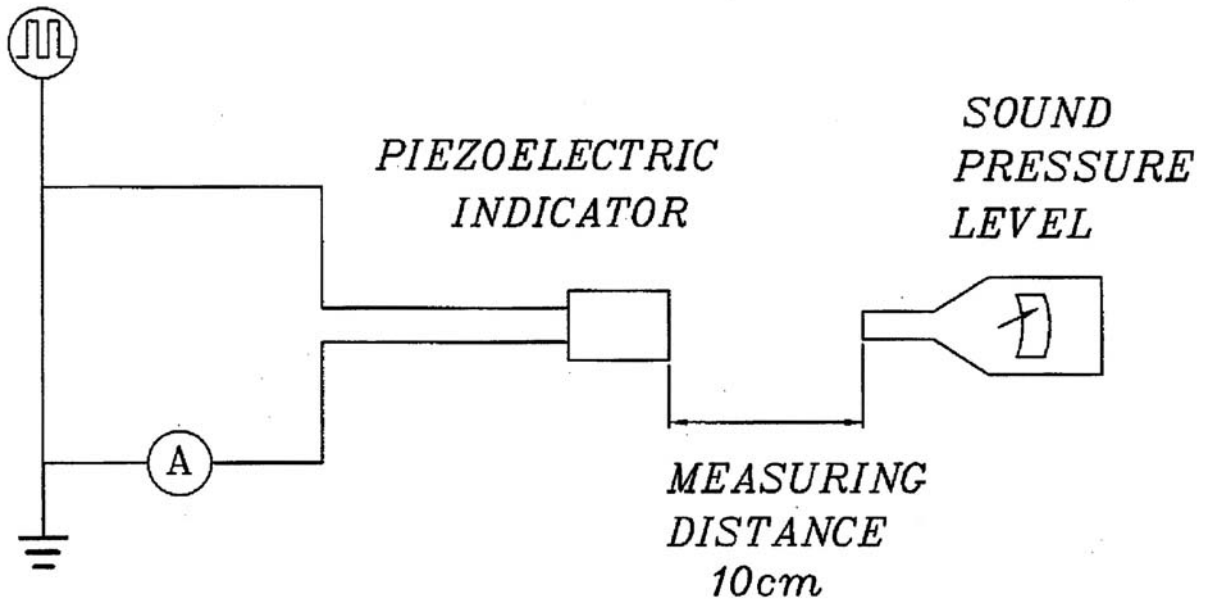 PIEZOELECTRIC
INDICATOR
SOUND
PRESSURE
LEVEL
A
MEASURING
DISTANCE
10cm